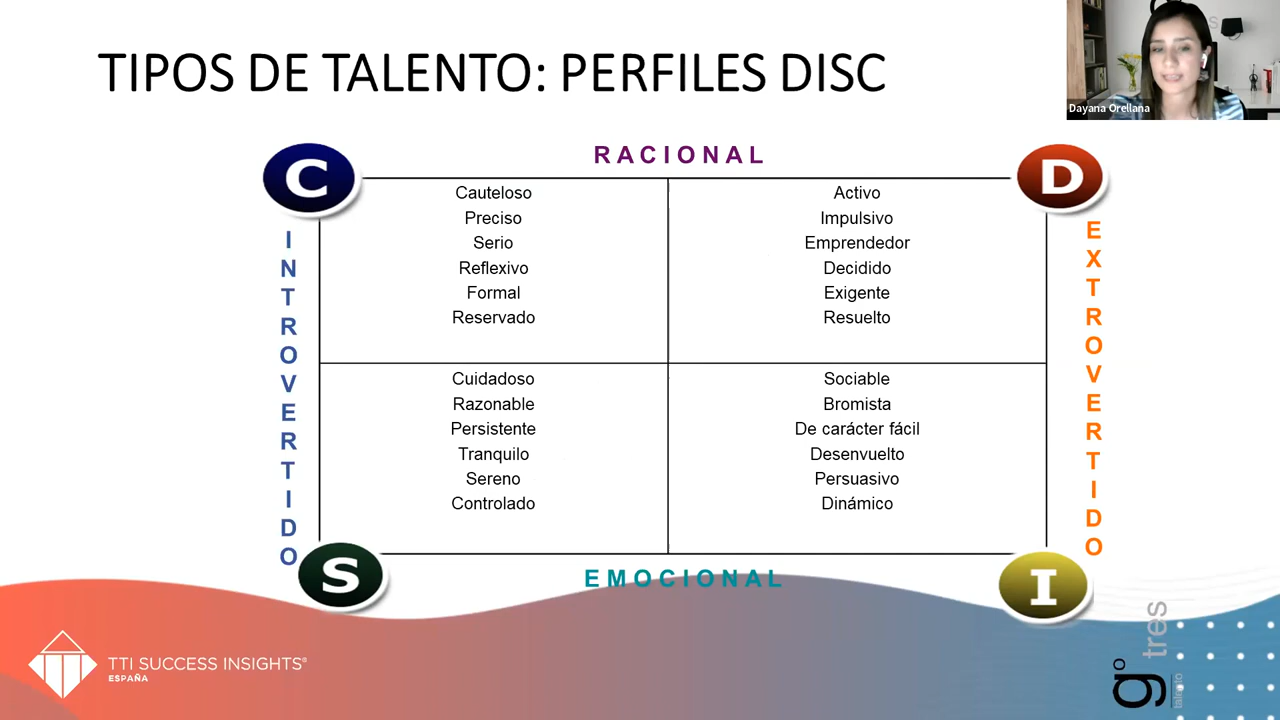 TIPOS DE TALENTO: PERFILES DISC
Dayana Orellana
RACIONAL
C
D
INTROVERTIDO
EXTROVERTIDO
Cauteloso
Preciso
Serio
Reflexivo
Formal
Reservado
Activo
Impulsivo
Emprendedor
Decidido
Exigente
Resuelto
Cuidadoso
Razonable
Persistente
Tranquilo
Sereno
Controlado
Sociable
Bromista
De carácter fácil
Desenvuelto
Persuasivo
Dinámico
S
I
EMOCIONAL
TTI SUCCESS INSIGHTS®
ESPAÑA
gº
tres
talento